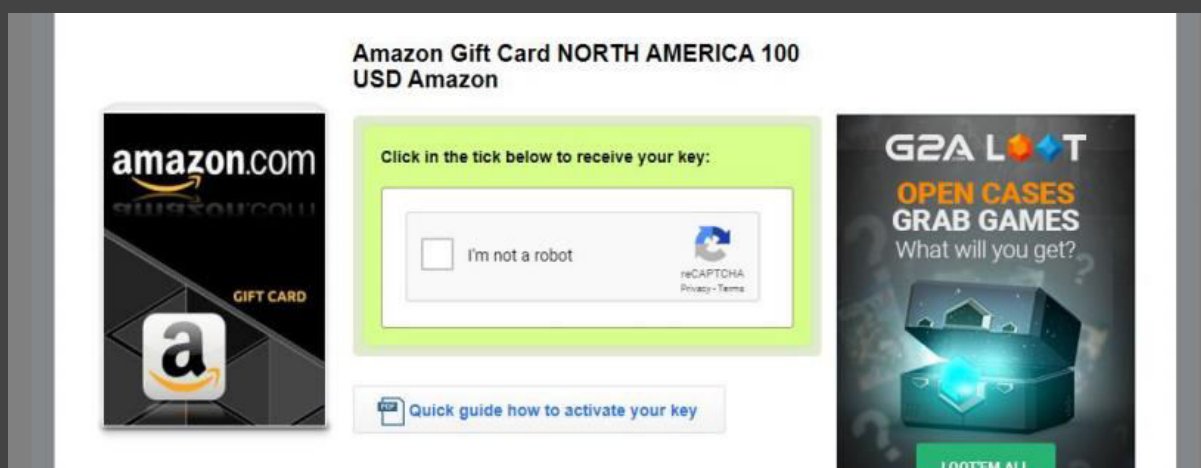 Amazon Gift Card NORTH AMERICA 100
USD Amazon
amazon.com
GIFT CARD
a
Click in the tick below to receive your key:
I'm not a robot
reCAPTCHA
Privacy - Terms
PDF
Quick guide how to activate your key
G2A LOOT
OPEN CASES
GRAB GAMES
What will you get?
LOOT'EM ALL